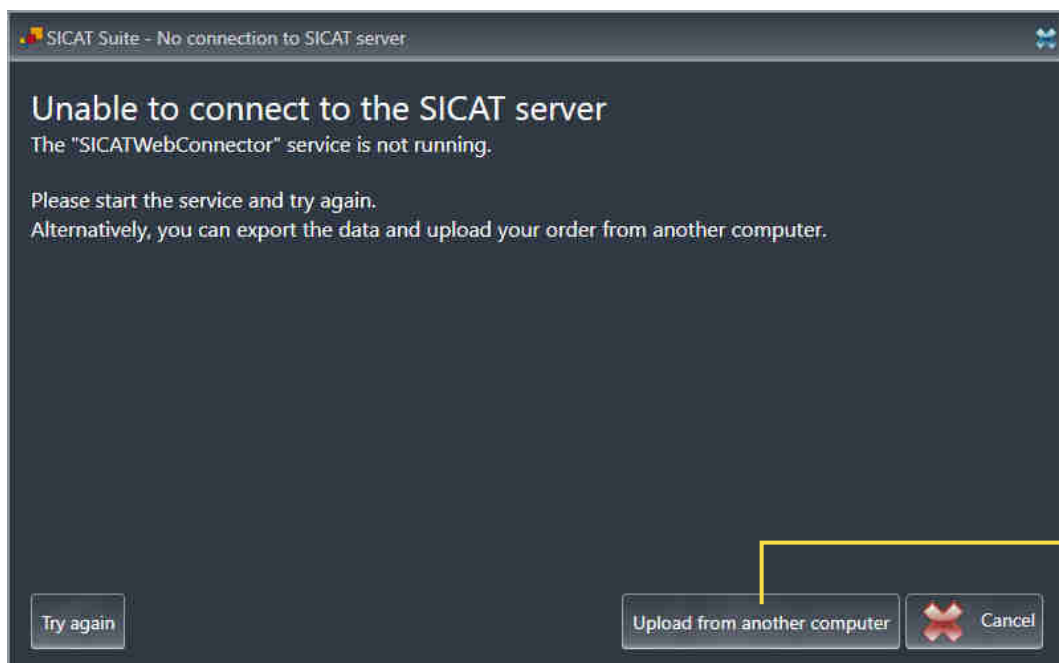 SICAT Suite - No connection to SICAT server
Unable to connect to the SICAT server
The "SICATWebConnector" service is not running.
Please start the service and try again.
Alternatively, you can export the data and upload your order from another computer.
Try again
Upload from another computer
Cancel